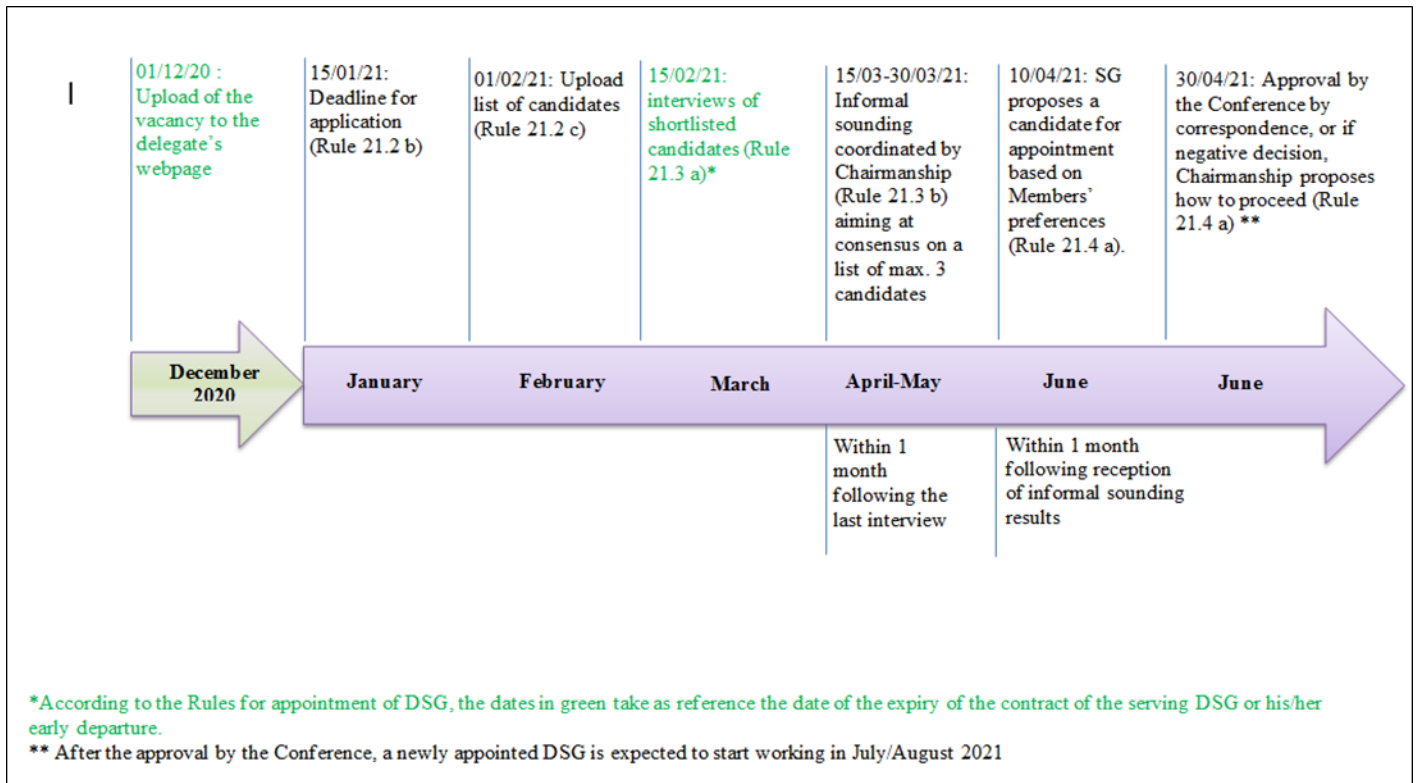 01/12/20 :
Upload of the
vacancy to the
delegate's
webpage
15/01/21:
Deadline for
application
(Rule 21.2 b)
01/02/21: Upload
list of candidates
(Rule 21.2 c)
15/02/21:
interviews of
shortlisted
candidates (Rule
21.3 a)*
15/03-30/03/21:
Informal
sounding
coordinated by
Chairmanship
(Rule 21.3 b)
aiming at
consensus on a
list of max. 3
candidates
10/04/21: SG
proposes a
candidate for
appointment
based on
Members'
preferences
(Rule 21.4 a).
30/04/21: Approval by
the Conference by
correspondence, or if
negative decision,
Chairmanship proposes
how to proceed (Rule
21.4 a) **
December
2020
January
February
March
April-May
June
June
Within 1
month
following the
last interview
Within 1 month
following reception
of informal sounding
results
*According to the Rules for appointment of DSG, the dates in green take as reference the date of the expiry of the contract of the serving DSG or his/her
early departure.
** After the approval by the Conference, a newly appointed DSG is expected to start working in July/August 2021